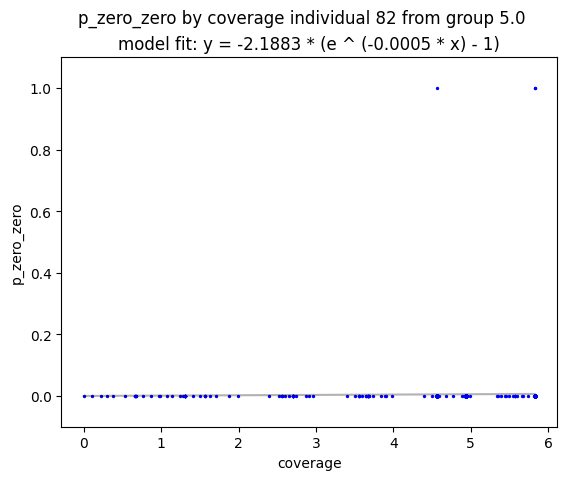 p_zero_zero by coverage individual 82 from group 5.0
model fit: y = -2.1883 * (e ^ (-0.0005 * x) - 1)
1.0
0.8
0.6
0.4
0.2
0.0
p_zero_zero
0 1 2 3 4 5 6
coverage